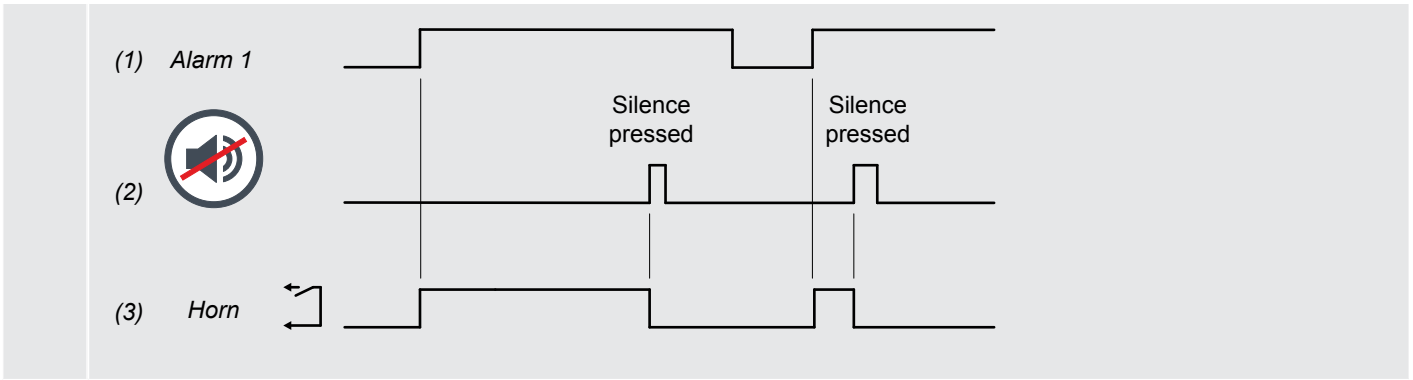 (1) Alarm 1
Silence
pressed
Silence
pressed
(2)
(3) Horn